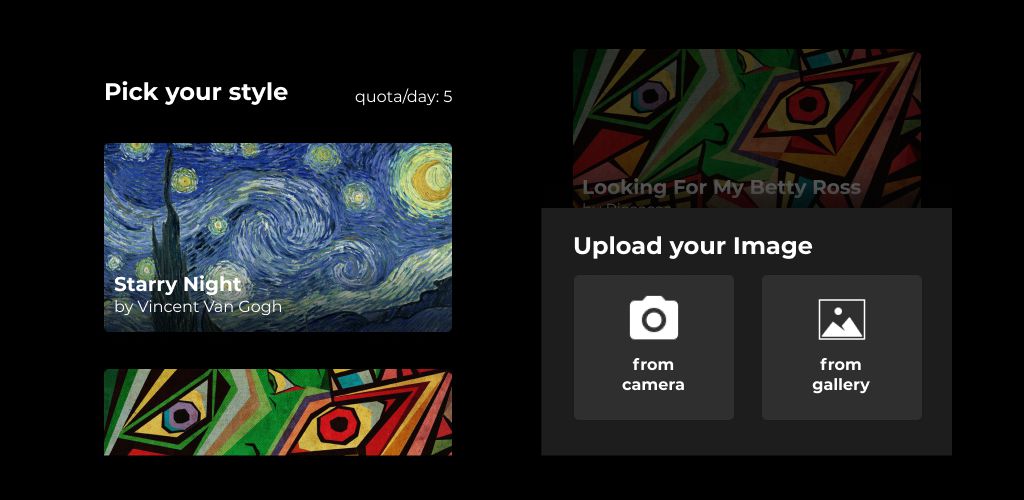 Pick your style
quota/day: 5
Starry Night
by Vincent Van Gogh
Looking For My Betty Ross
by
Upload your Image
from
camera
from
gallery